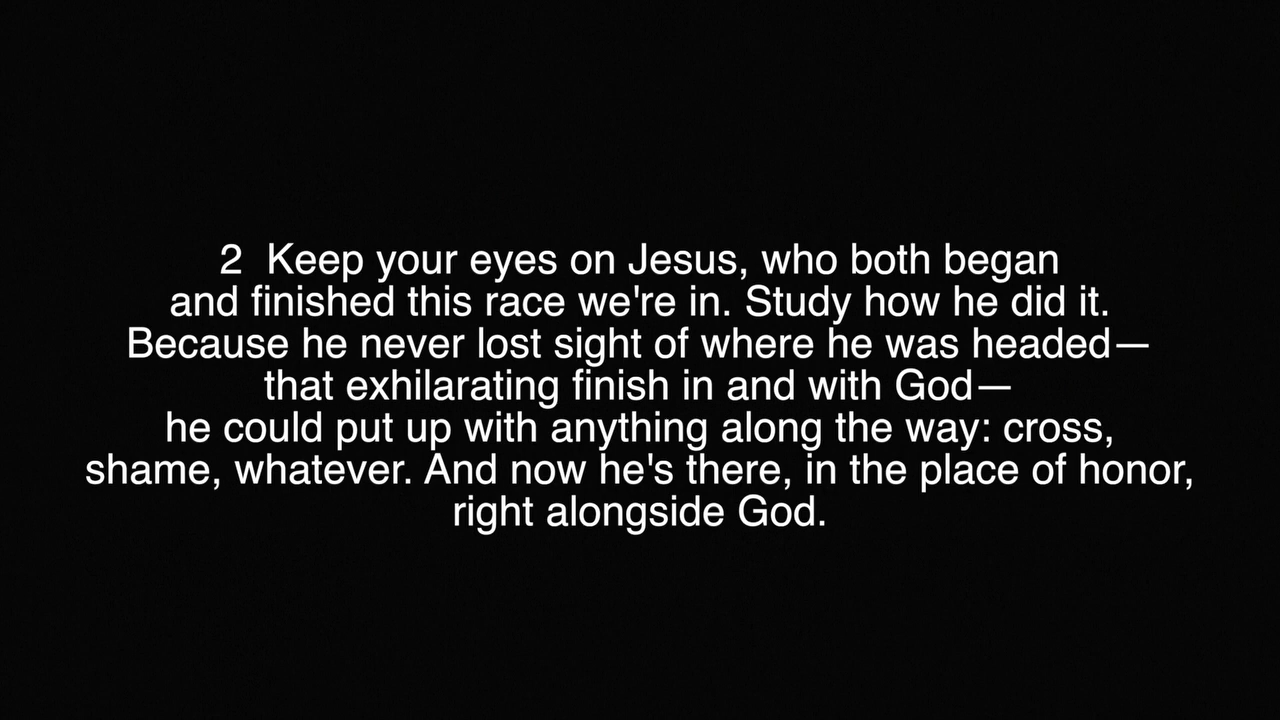 2  Keep your eyes on Jesus, who both began
and finished this race we're in. Study how he did it.
Because he never lost sight of where he was headed—
that exhilarating finish in and with God—
he could put up with anything along the way: cross,
shame, whatever. And now he's there, in the place of honor,
right alongside God.